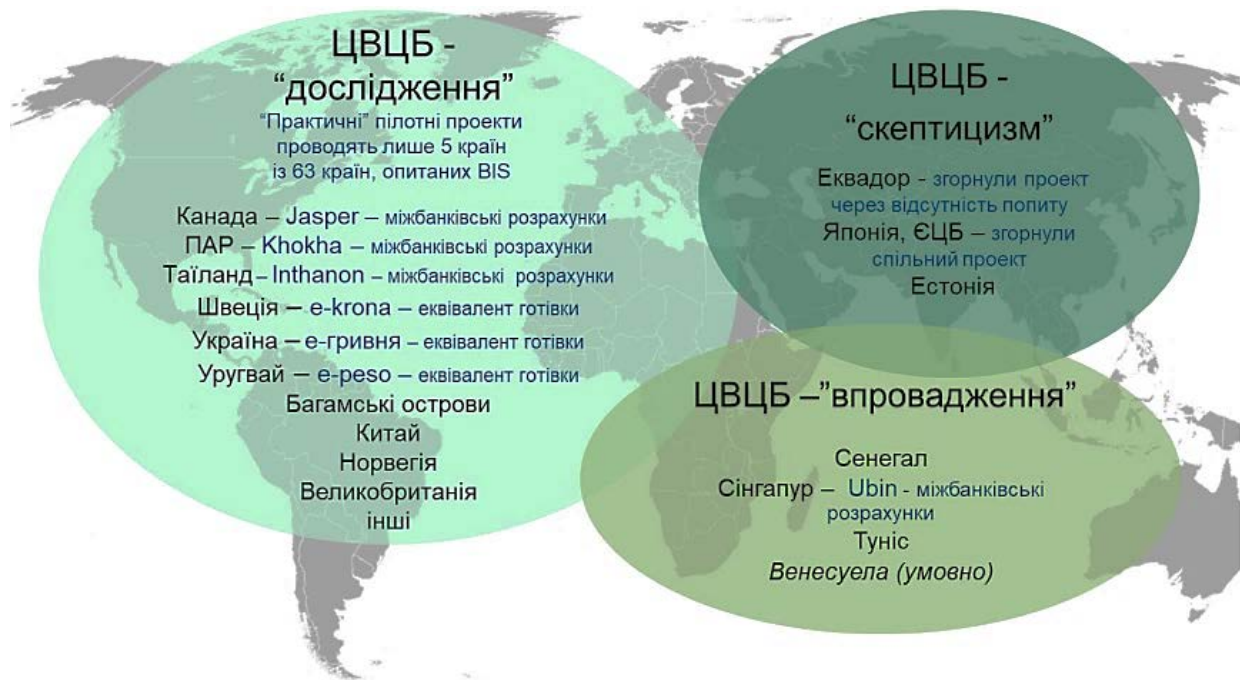 ЦВЦБ -
“дослідження”
“Практичні” пілотні проекти
проводять лише 5 країн
із 63 країн, опитаних BIS
Канада – Jasper – міжбанківські розрахунки
ПАР – Khokha – міжбанківські розрахунки
Таїланд – Inthanon – міжбанківські розрахунки
Швеція – e-krona – еквівалент готівки
Україна – е-гривня – еквівалент готівки
Уругвай – e-peso – еквівалент готівки
Багамські острови
Китай
Норвегія
Великобританія
інші
ЦВЦБ -
“скептицизм”
Еквадор - згорнули проект
через відсутність попиту
Японія, ЄЦБ – згорнули
спільний проект
Естонія
ЦВЦБ –”впровадження”
Сенегал
Сінгапур – Ubin - міжбанківські
розрахунки
Туніс
Венесуела (умовно)